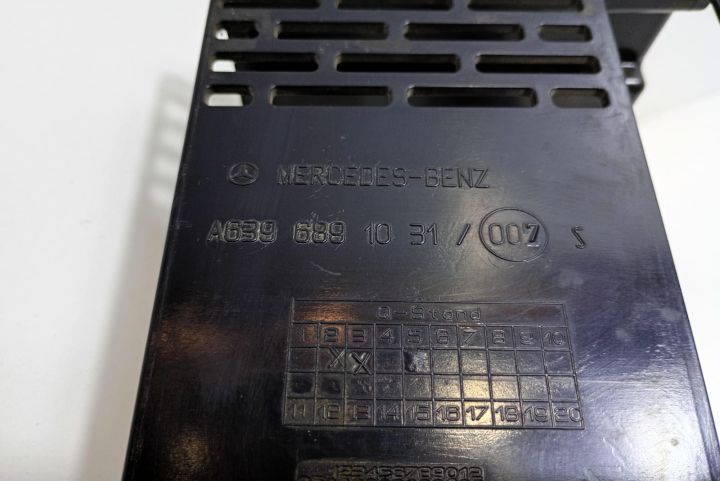 MERCEDES-BENZ
A639 689 10 31 / 007 S
Q-Stand
1 2 3 4 5 6 7 8 9 10
X X
11 12 13 14 15 16 17 18 19 20
123456789012